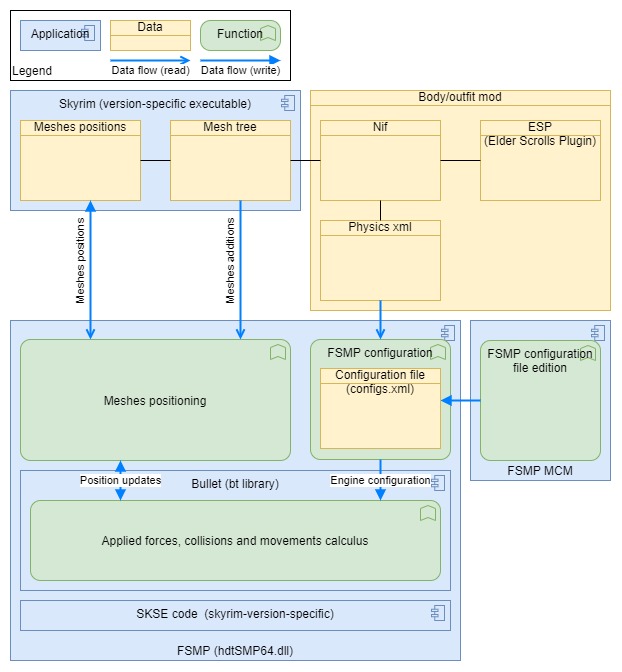 Application
Data
Function
Data flow (read)
Data flow (write)
Legend
Skyrim (version-specific executable)
Meshes positions
Mesh tree
Body/outfit mod
Nif
ESP
(Elder Scrolls Plugin)
Physics xml
Meshes positions
Meshes additions
Meshes positioning
FSMP configuration
Configuration file
(configs.xml)
FSMP configuration
file edition
FSMP MCM
Position updates
Engine configuration
Bullet (bt library)
Applied forces, collisions and movements calculus
SKSE code (skyrim-version-specific)
FSMP (hdtSMP64.dll)